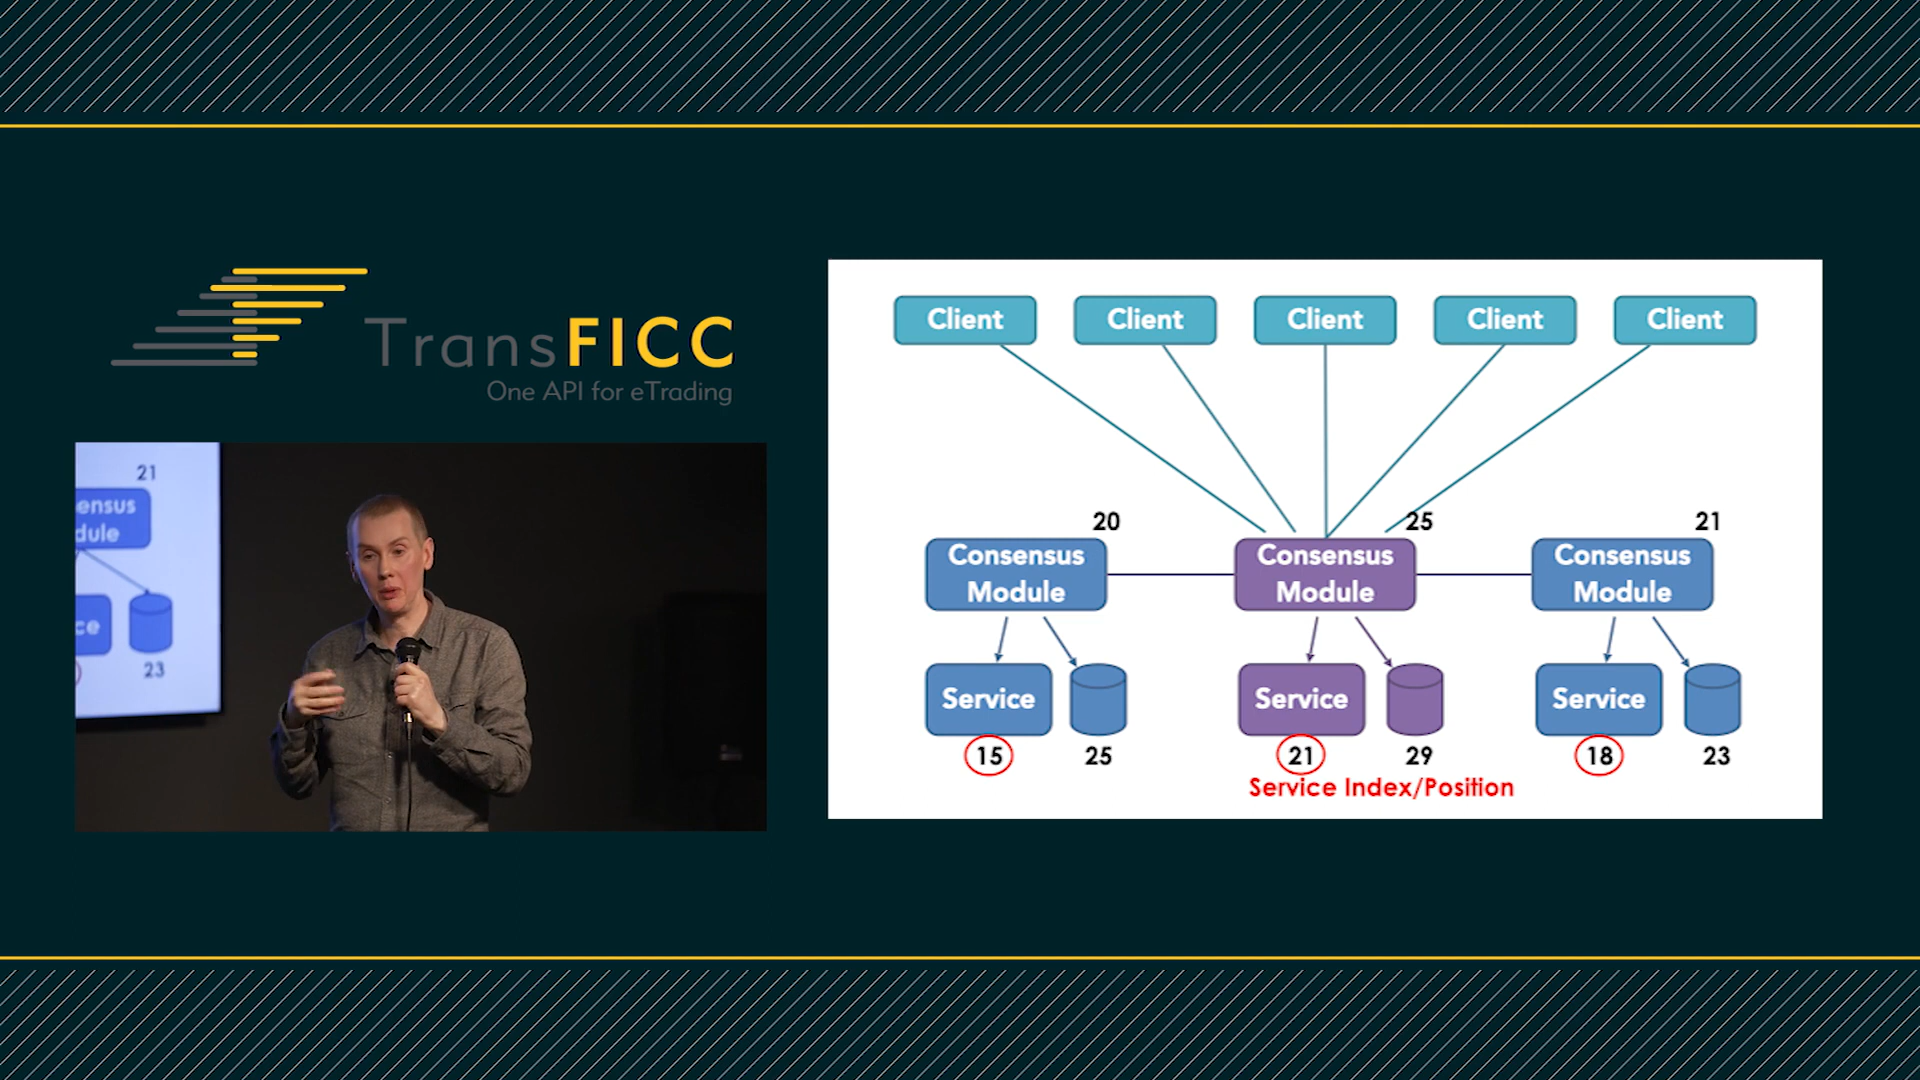 TransFICC
One API for eTrading
21
ensus
dule
ce
23
Client Client Client Client Client
20 25 21
Consensus Module Consensus Module Consensus Module
Service Service Service
15 25 21 29 18 23
Service Index/Position